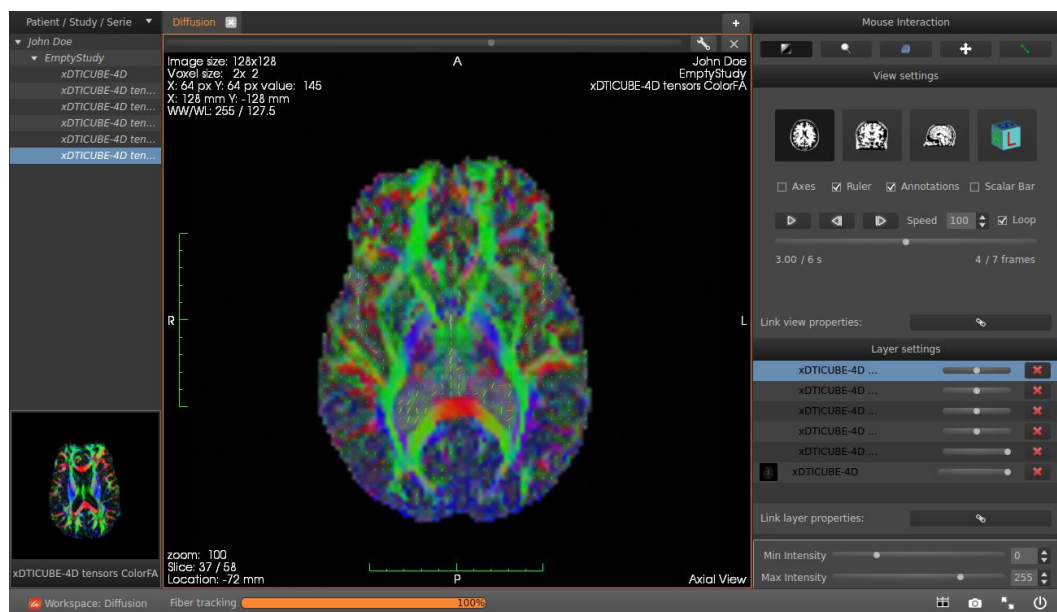 Patient / Study / Serie
John Doe
EmptyStudy
xDTICUBE-4D
xDTICUBE-4D ten...
xDTICUBE-4D ten...
xDTICUBE-4D ten...
xDTICUBE-4D ten...
xDTICUBE-4D ten...
xDTICUBE-4D tensors ColorFA
Workspace: Diffusion
Diffusion
Image size: 128x128
Voxel size: 2x 2
X: 64 px Y: 64 px value: 145
X: 128 mm Y: -128 mm
WW/WL: 255 / 127.5
A
John Doe
EmptyStudy
xDTICUBE-4D tensors ColorFA
R
L
zoom: 100
Slice: 37 / 58
Location: -72 mm
P
Axial View
Fiber tracking
100%
Mouse Interaction
View settings
L
Axes
Ruler
Annotations
Scalar Bar
Speed 100
Loop
3.00 / 6 s
4 / 7 frames
Link view properties:
Layer settings
xDTICUBE-4D ...
xDTICUBE-4D ...
xDTICUBE-4D ...
xDTICUBE-4D ...
xDTICUBE-4D ...
xDTICUBE-4D
Link layer properties:
Min Intensity 0
Max Intensity 255